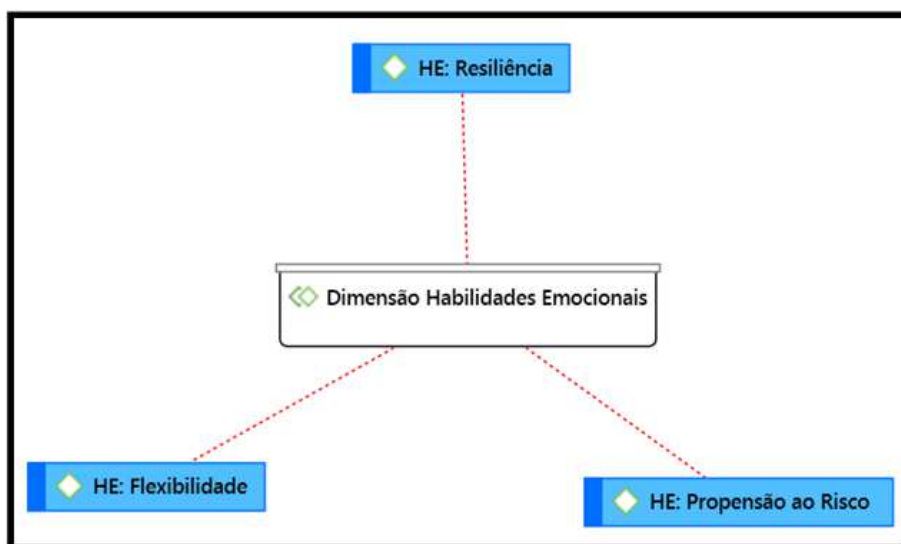 HE: Resiliência
Dimensão Habilidades Emocionais
HE: Flexibilidade
HE: Propensão ao Risco